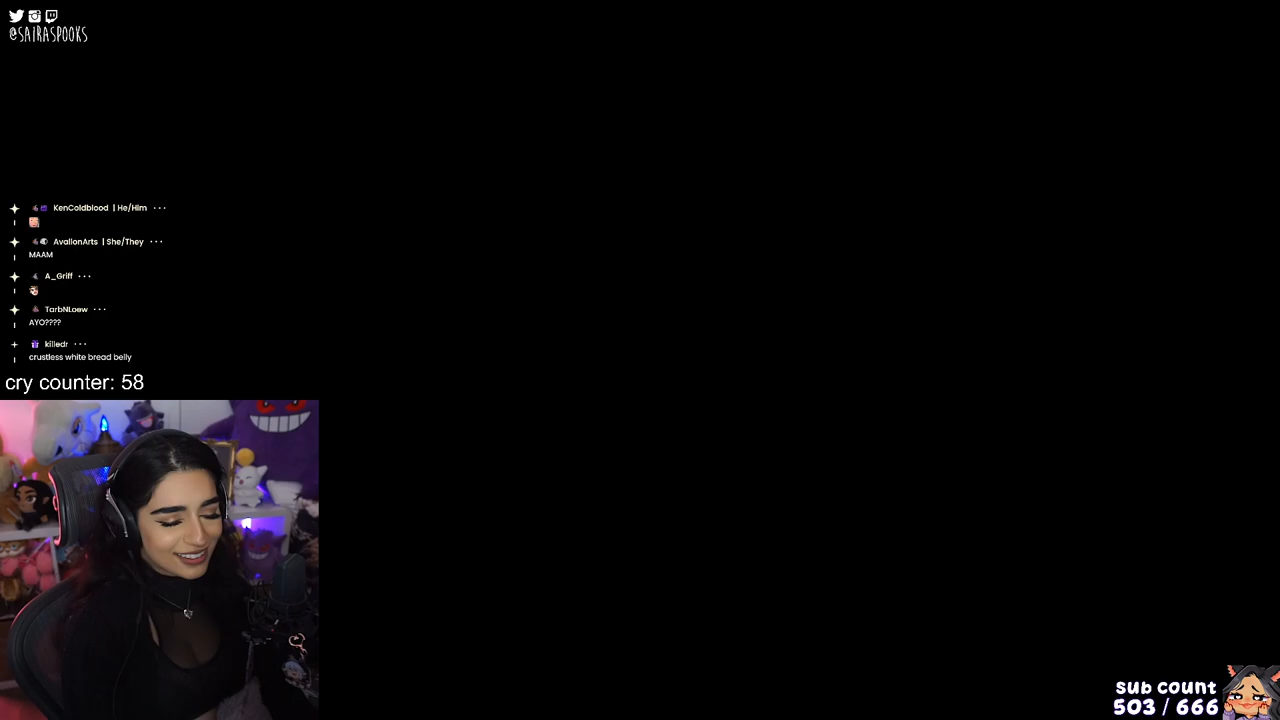 @SAIRASPOOKS
KenColdblood | He/Him ...
AvallonArts | She/They ...
MAAM
A_Griff ...
TarbNLoew ...
AYO????
killedr ...
crustless white bread belly
cry counter: 58
sub count
503 / 666